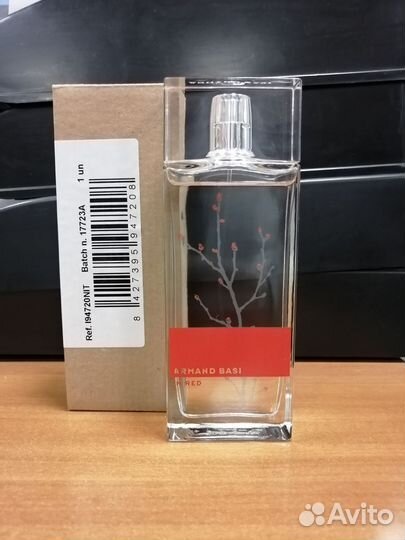 Ref. I94720NIT Batch n. 17723A 1 un
8 427395 947208
ARMAND BASI
IN RED
Avito